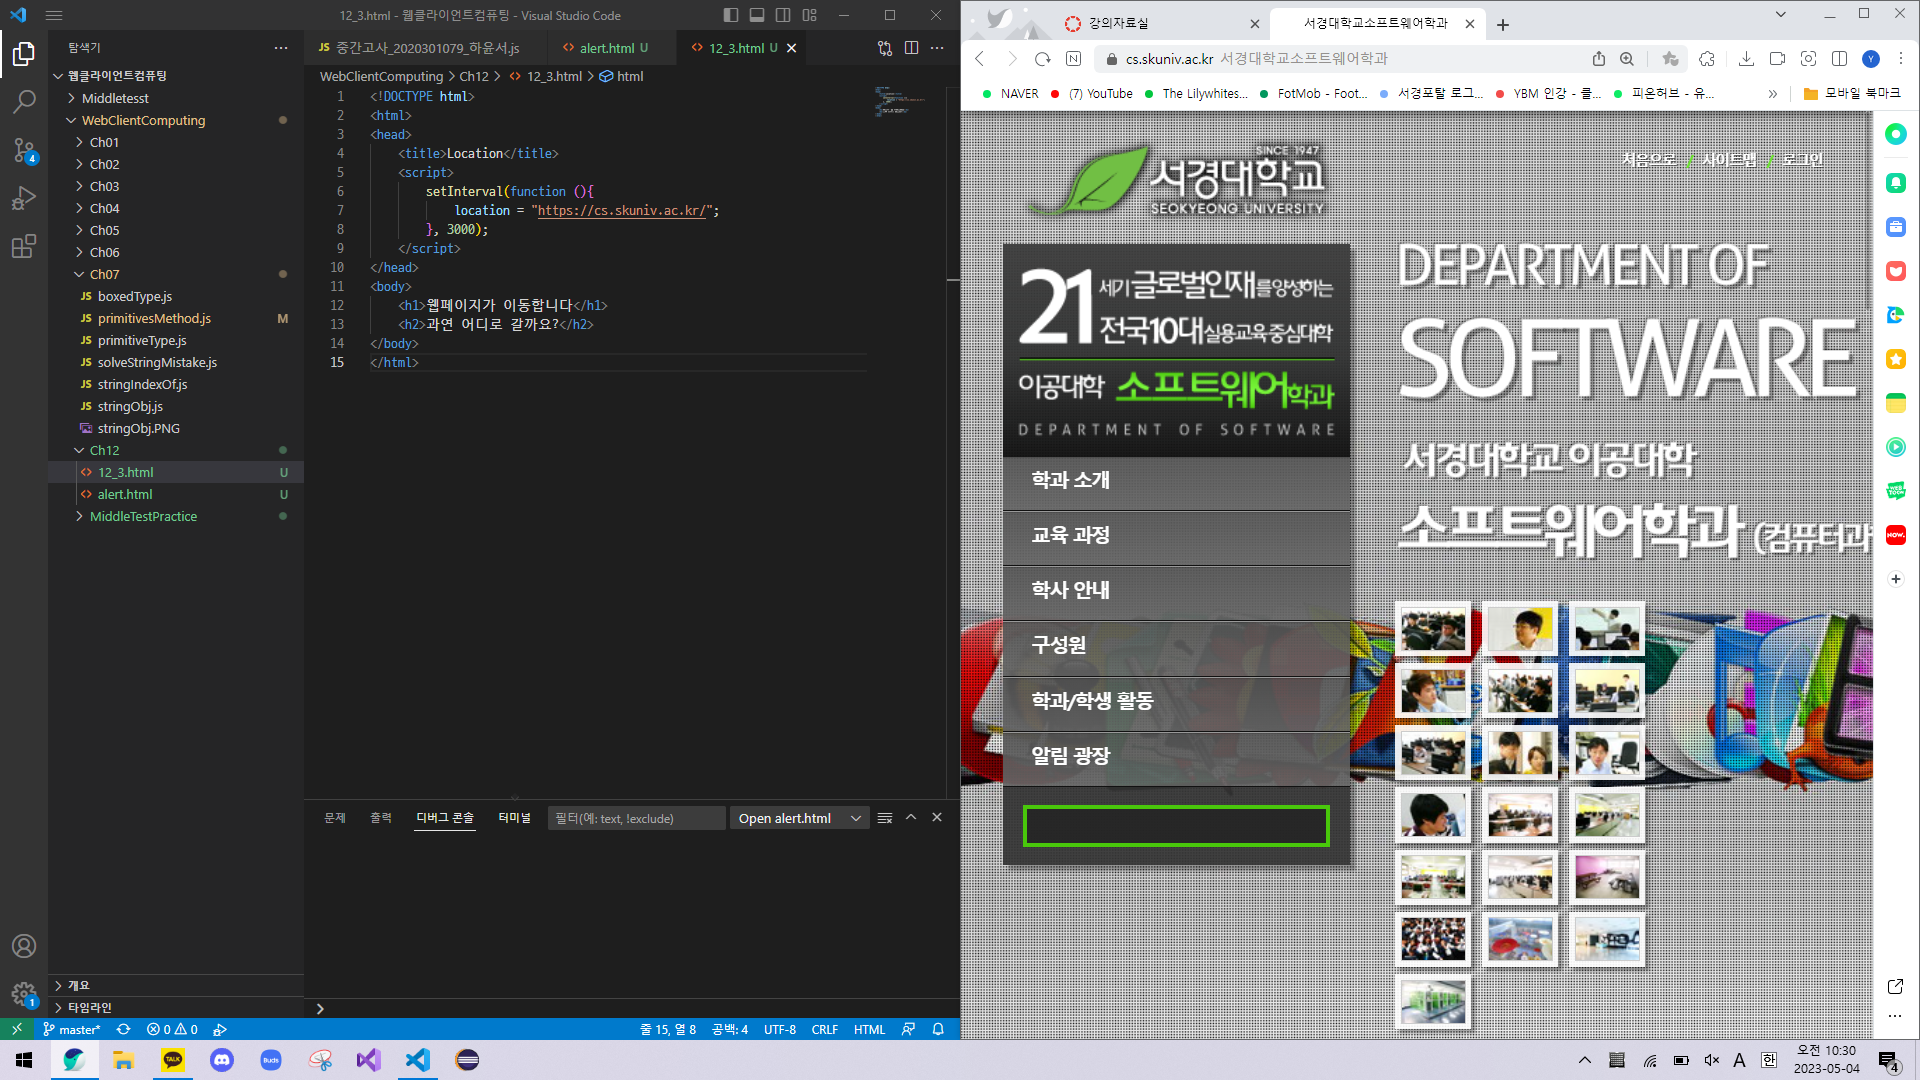 12_3.html - 웹클라이언트컴퓨팅 - Visual Studio Code
탐색기
웹클라이언트컴퓨팅
Middletesst
WebClientComputing
Ch01
Ch02
Ch03
Ch04
Ch05
Ch06
Ch07
JS boxedType.js
JS primitivesMethod.js M
JS primitiveType.js
JS solveStringMistake.js
JS stringIndexOf.js
JS stringObj.js
stringObj.PNG
Ch12
12_3.html U
alert.html U
MiddleTestPractice
개요
타임라인
4
1
JS 중간고사_2020301079_하윤서.js
alert.html U
12_3.html U
WebClientComputing > Ch12 > 12_3.html > html
1 <!DOCTYPE html>
2 <html>
3 <head>
4 <title>Location</title>
5 <script>
6 setInterval(function (){
7 location = "https://cs.skuniv.ac.kr/";
8 }, 3000);
9 </script>
10 </head>
11 <body>
12 <h1>웹페이지가 이동합니다</h1>
13 <h2>과연 어디로 갈까요?</h2>
14 </body>
15 </html>
문제 출력 디버그 콘솔 터미널 필터(예: text, !exclude) Open alert.html
master* 0 0 줄 15, 열 8 공백: 4 UTF-8 CRLF HTML
강의자료실
서경대학교소프트웨어학과
cs.skuniv.ac.kr 서경대학교소프트웨어학과
NAVER (7) YouTube The Lilywhites... FotMob - Foot... 서경포탈 로그... YBM 인강 - 클... 피온허브 - 유... 모바일 북마크
SINCE 1947
서경대학교
SEOKYEONG UNIVERSITY
처음으로 / 사이트맵 / 로그인
21세기 글로벌인재를 양성하는
전국10대 실용교육 중심대학
이공대학 소프트웨어학과
DEPARTMENT OF SOFTWARE
학과 소개
교육 과정
학사 안내
구성원
학과/학생 활동
알림 광장
DEPARTMENT OF
SOFTWARE
서경대학교 이공대학
소프트웨어학과 (컴퓨터과
WEB TOON
NOW.
TALK
Buds
A 한
오전 10:30
2023-05-04
4